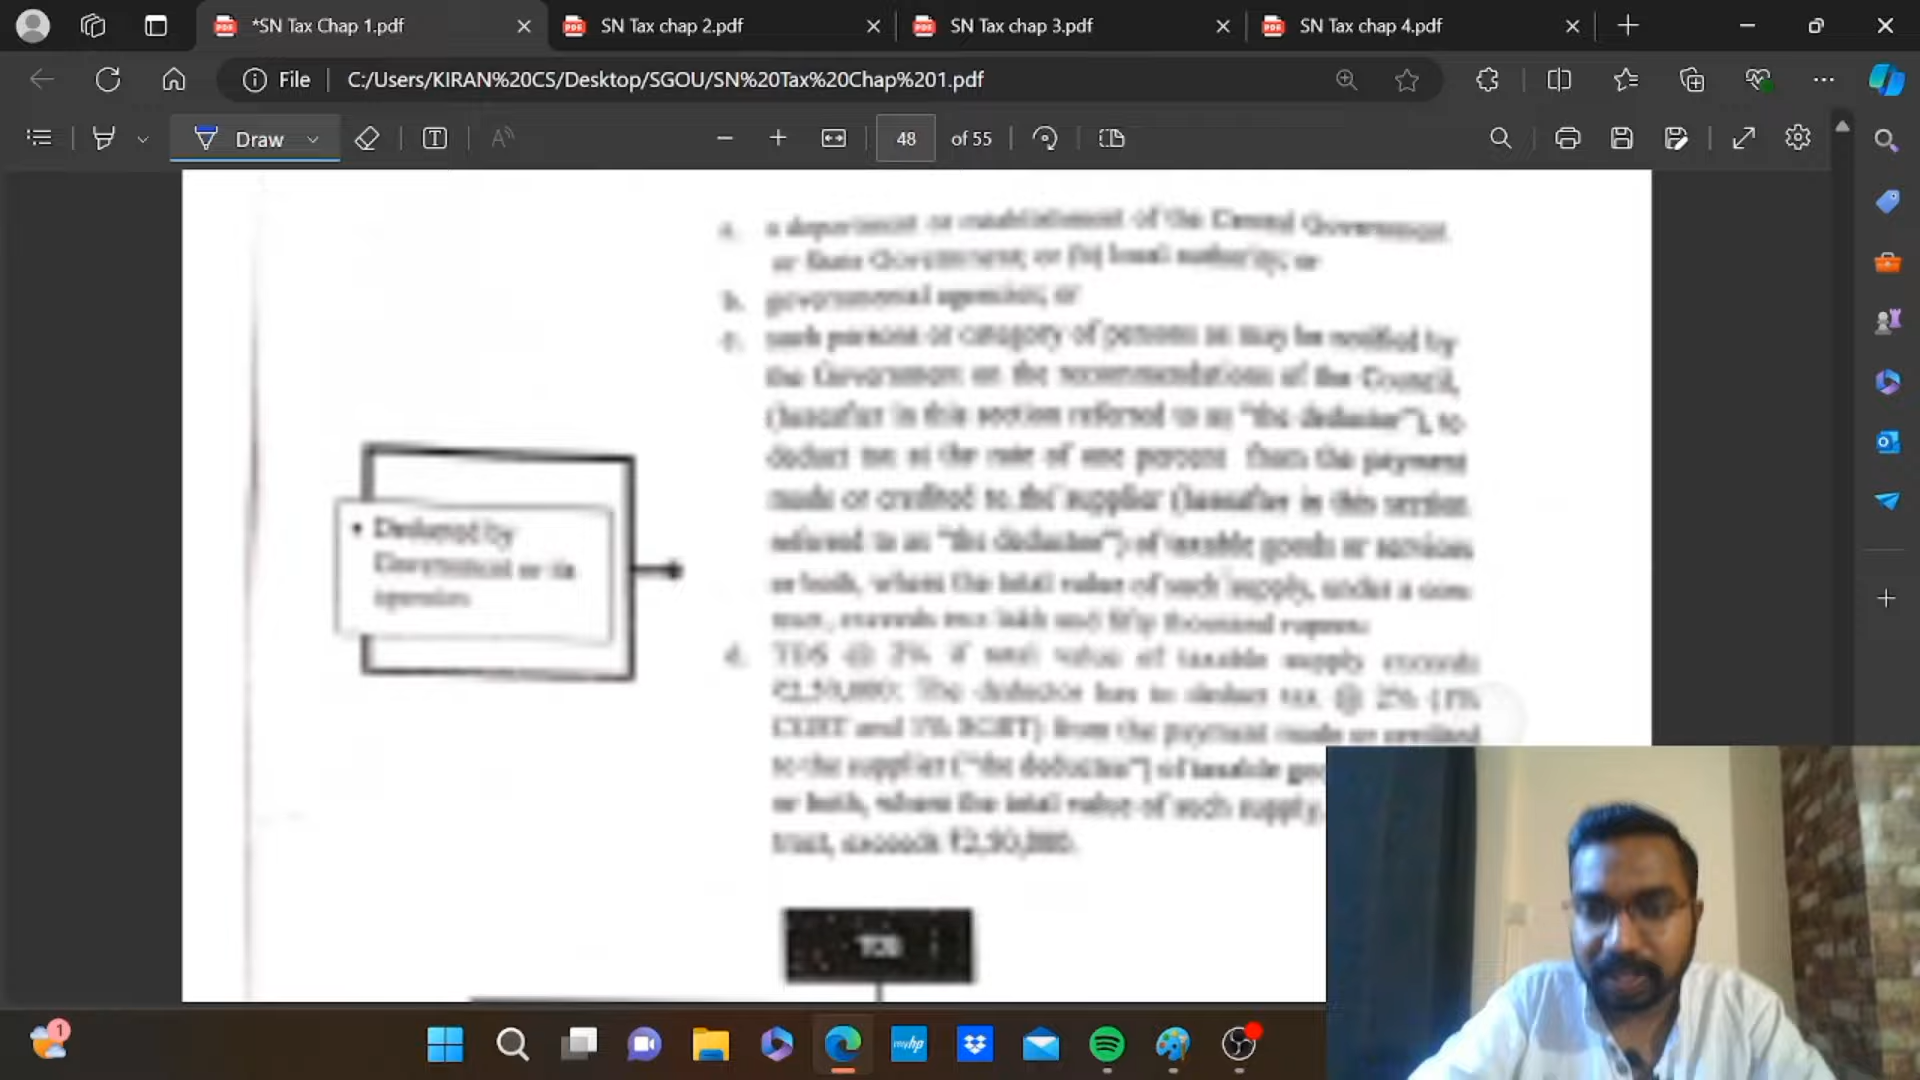 *SN Tax Chap 1.pdf
SN Tax chap 2.pdf
SN Tax chap 3.pdf
SN Tax chap 4.pdf
File
C:/Users/KIRAN%20CS/Desktop/SGOU/SN%20Tax%20Chap%201.pdf
Draw
48
of 55
a department or establishment of the Central Government
or State Government; or (b) local authority; or
b. governmental agencies; or
c. such persons or category of persons as may be notified by
the Government on the recommendations of the Council,
(hereafter in this section referred to as "the deductor"), to
deduct tax at the rate of one percent from the payment
made or credited to the supplier (hereafter in this section
referred to as "the deductee") of taxable goods or services
or both, where the total value of such supply, under a con-
tract, exceeds two lakh and fifty thousand rupees:
• Deducted by
Government or its
agencies
TDS @ 2% if total value of taxable supply exceeds
₹2,50,000: The deductor has to deduct tax @ 2% (1%
CGST and 1% SGST) from the payment made or credited
to the supplier ("the deductee") of taxable
or both, where the total value of such supply,
exceeds ₹2,50,000.
1
myhp